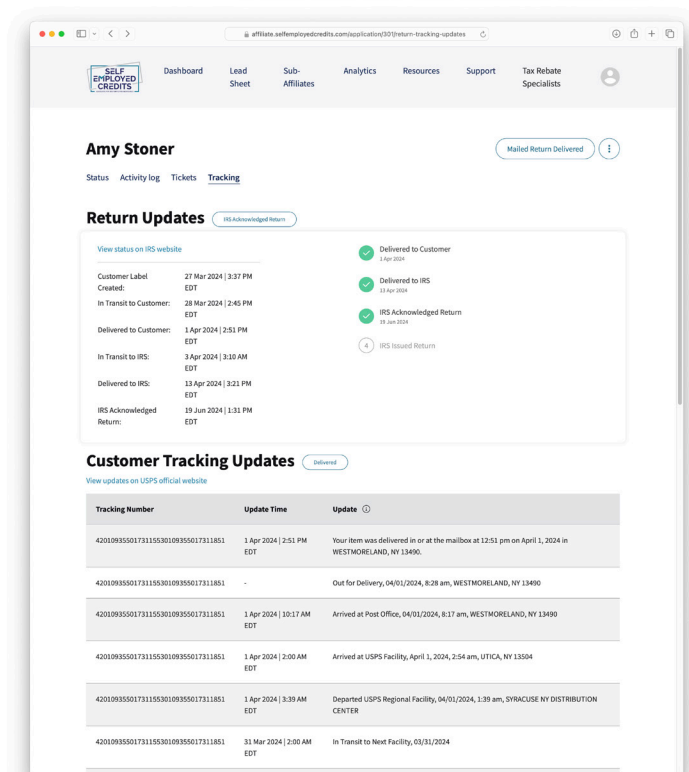 affiliate.selfemployedcredits.com/application/301/return-tracking-updates
SELF
EMPLOYED
CREDITS
Dashboard
Lead
Sheet
Sub-
Affiliates
Analytics
Resources
Support
Tax Rebate
Specialists
Amy Stoner
Mailed Return Delivered
Status Activity log Tickets Tracking
Return Updates
IRS Acknowledged Return
View status on IRS website
Customer Label
Created:
27 Mar 2024 | 3:37 PM
EDT
In Transit to Customer:
28 Mar 2024 | 2:45 PM
EDT
Delivered to Customer:
1 Apr 2024 | 2:51 PM
EDT
In Transit to IRS:
3 Apr 2024 | 3:10 AM
EDT
Delivered to IRS:
13 Apr 2024 | 3:21 PM
EDT
IRS Acknowledged
Return:
19 Jun 2024 | 1:31 PM
EDT
Delivered to Customer
1 Apr 2024
Delivered to IRS
13 Apr 2024
IRS Acknowledged Return
19 Jun 2024
4 IRS Issued Return
Customer Tracking Updates
Delivered
View updates on USPS official website
Tracking Number Update Time Update
420109355017311553010935501731185​1
1 Apr 2024 | 2:51 PM
EDT
Your item was delivered in or at the mailbox at 12:51 pm on April 1, 2024 in
WESTMORELAND, NY 13490.
4201093550173115530109355017311851
-
Out for Delivery, 04/01/2024, 8:28 am, WESTMORELAND, NY 13490
4201093550173115530109355017311851
1 Apr 2024 | 10:17 AM
EDT
Arrived at Post Office, 04/01/2024, 8:17 am, WESTMORELAND, NY 13490
4201093550173115530109355017311851
1 Apr 2024 | 2:00 AM
EDT
Arrived at USPS Facility, April 1, 2024, 2:54 am, UTICA, NY 13504
4201093550173115530109355017311851
1 Apr 2024 | 3:39 AM
EDT
Departed USPS Regional Facility, 04/01/2024, 1:39 am, SYRACUSE NY DISTRIBUTION
CENTER
4201093550173115530109355017311851
31 Mar 2024 | 2:00 AM
EDT
In Transit to Next Facility, 03/31/2024